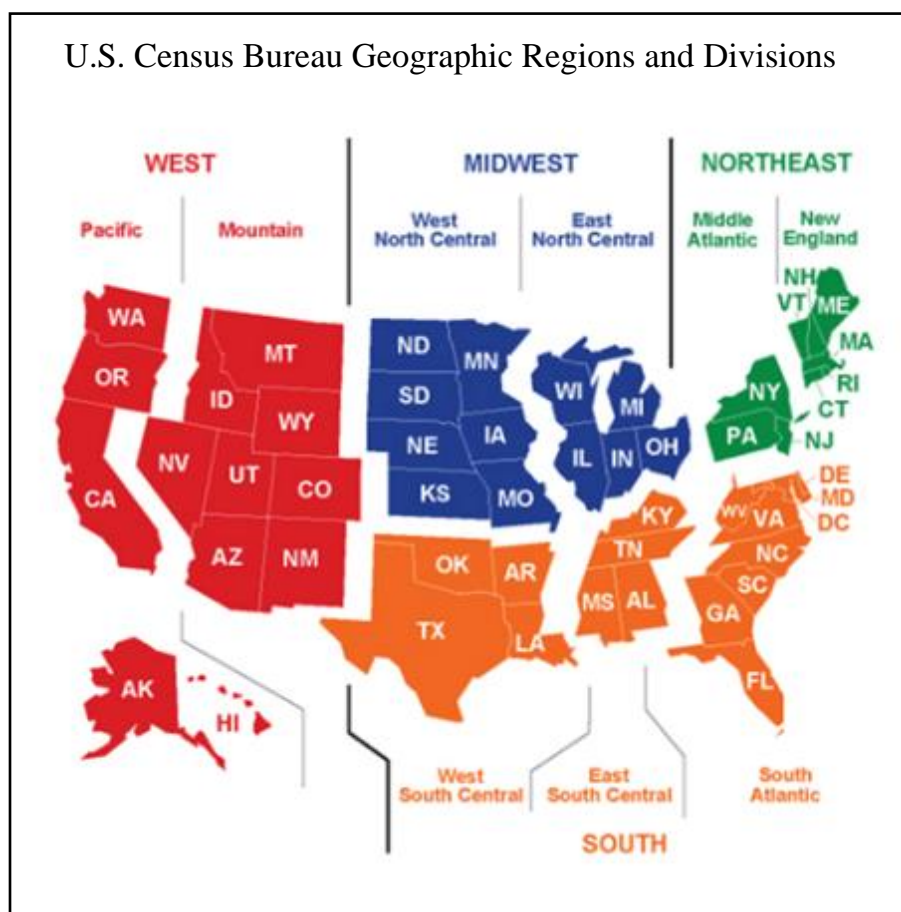 U.S. Census Bureau Geographic Regions and Divisions
WEST
MIDWEST
NORTHEAST
Pacific
Mountain
West
North Central
East
North Central
Middle
Atlantic
New
England
WA
OR
CA
NV
ID
MT
WY
UT
CO
AZ
NM
AK
HI
ND
SD
NE
KS
MN
IA
MO
WI
MI
IL
IN
OH
NH
VT
ME
MA
RI
CT
NY
PA
NJ
OK
TX
AR
LA
KY
TN
MS
AL
DE
MD
DC
WV
VA
NC
SC
GA
FL
West
South Central
East
South Central
South
Atlantic
SOUTH